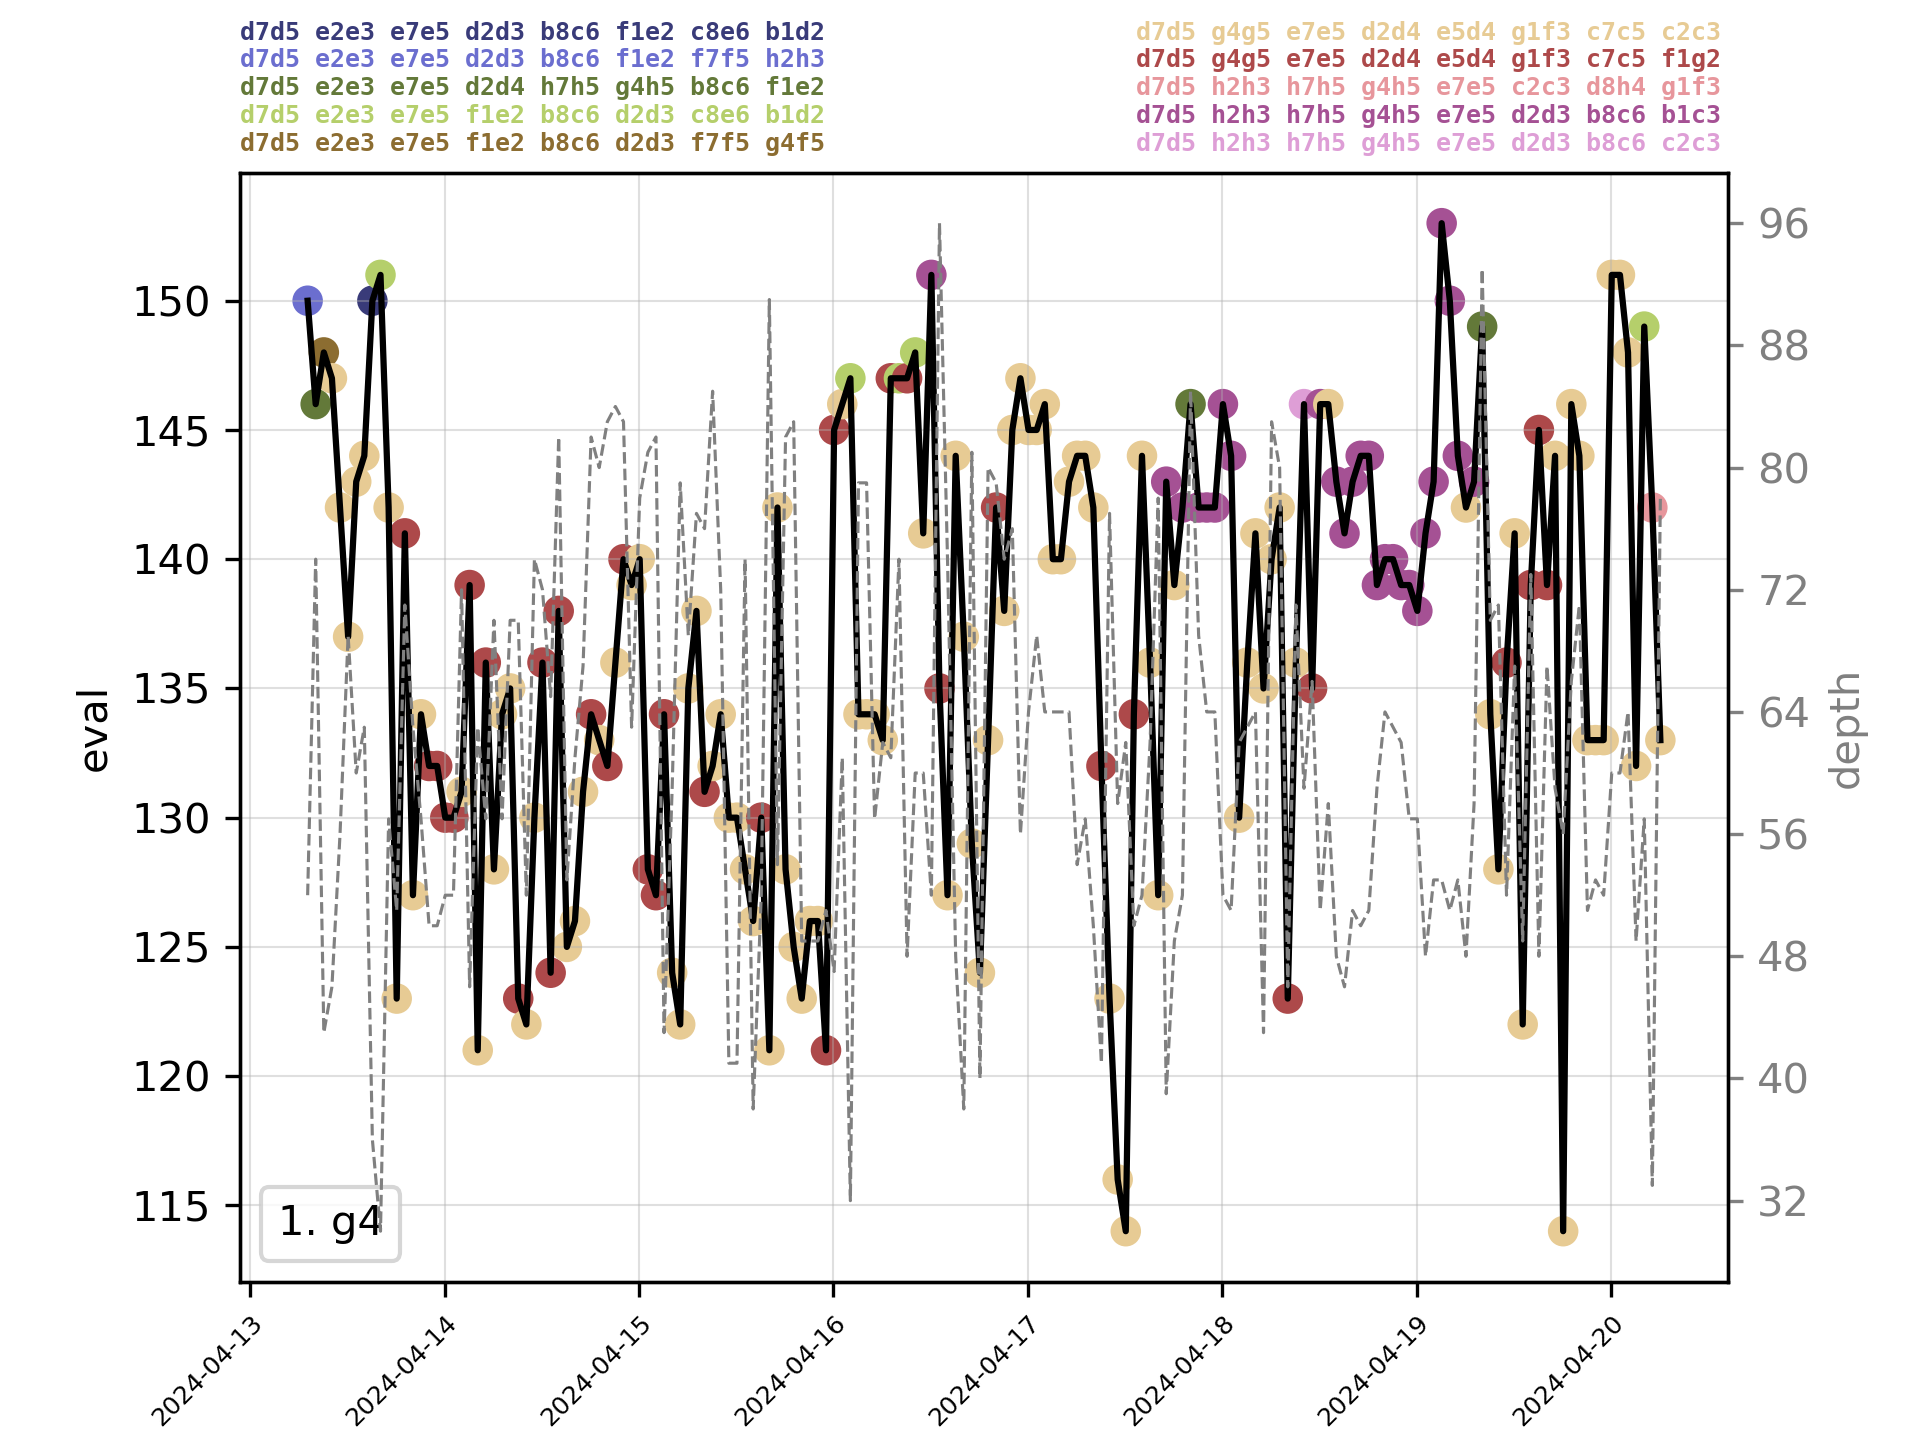 d7d5 e2e3 e7e5 d2d3 b8c6 f1e2 c8e6 b1d2
d7d5 e2e3 e7e5 d2d3 b8c6 f1e2 f7f5 h2h3
d7d5 e2e3 e7e5 d2d4 h7h5 g4h5 b8c6 f1e2
d7d5 e2e3 e7e5 f1e2 b8c6 d2d3 c8e6 b1d2
d7d5 e2e3 e7e5 f1e2 b8c6 d2d3 f7f5 g4f5
d7d5 g4g5 e7e5 d2d4 e5d4 g1f3 c7c5 c2c3
d7d5 g4g5 e7e5 d2d4 e5d4 g1f3 c7c5 f1g2
d7d5 h2h3 h7h5 g4h5 e7e5 c2c3 d8h4 g1f3
d7d5 h2h3 h7h5 g4h5 e7e5 d2d3 b8c6 b1c3
d7d5 h2h3 h7h5 g4h5 e7e5 d2d3 b8c6 c2c3
eval
150
145
140
135
130
125
120
115
1. g4
96
88
80
72
64
56
48
40
32
depth
2024-04-13
2024-04-14
2024-04-15
2024-04-16
2024-04-17
2024-04-18
2024-04-19
2024-04-20